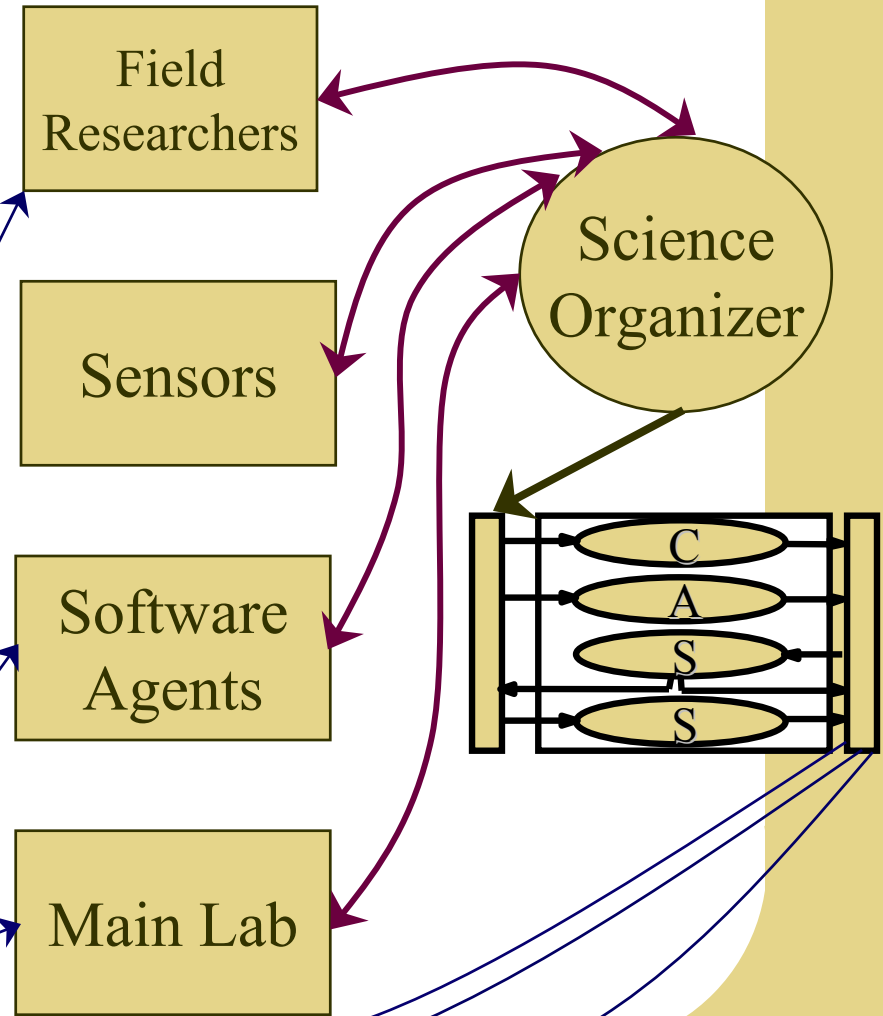 Field
Researchers
Science
Organizer
Sensors
C
A
S
S
Software
Agents
Main Lab